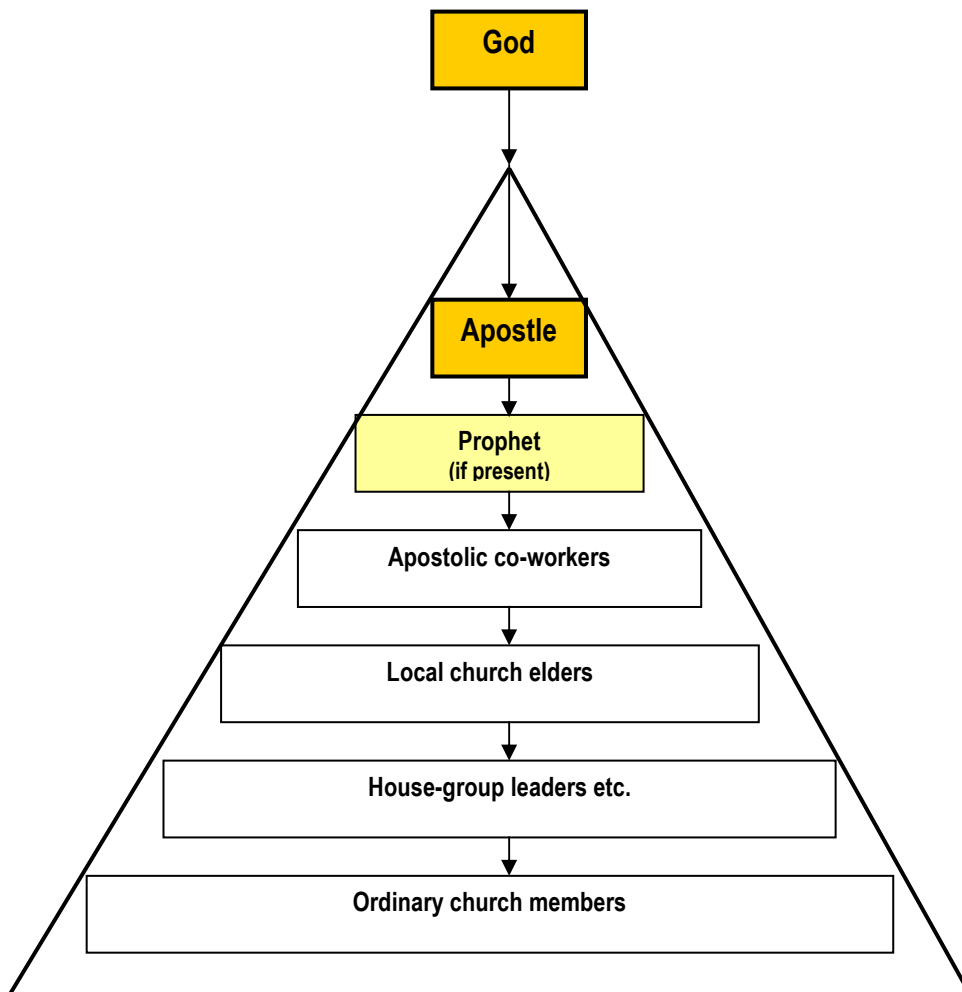 God
Apostle
Prophet
(if present)
Apostolic co-workers
Local church elders
House-group leaders etc.
Ordinary church members